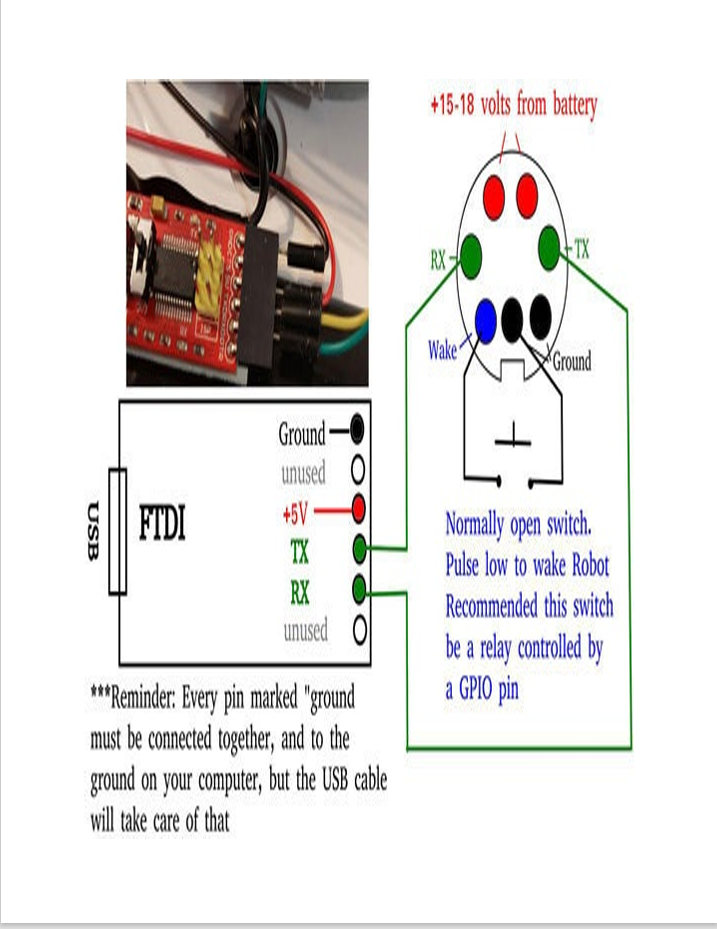 +15-18 volts from battery
RX
TX
Wake
Ground
Ground
unused
+5V
TX
RX
unused
USB
FTDI
Normally open switch.
Pulse low to wake Robot
Recommended this switch
be a relay controlled by
a GPIO pin
***Reminder: Every pin marked "ground
must be connected together, and to the
ground on your computer, but the USB cable
will take care of that